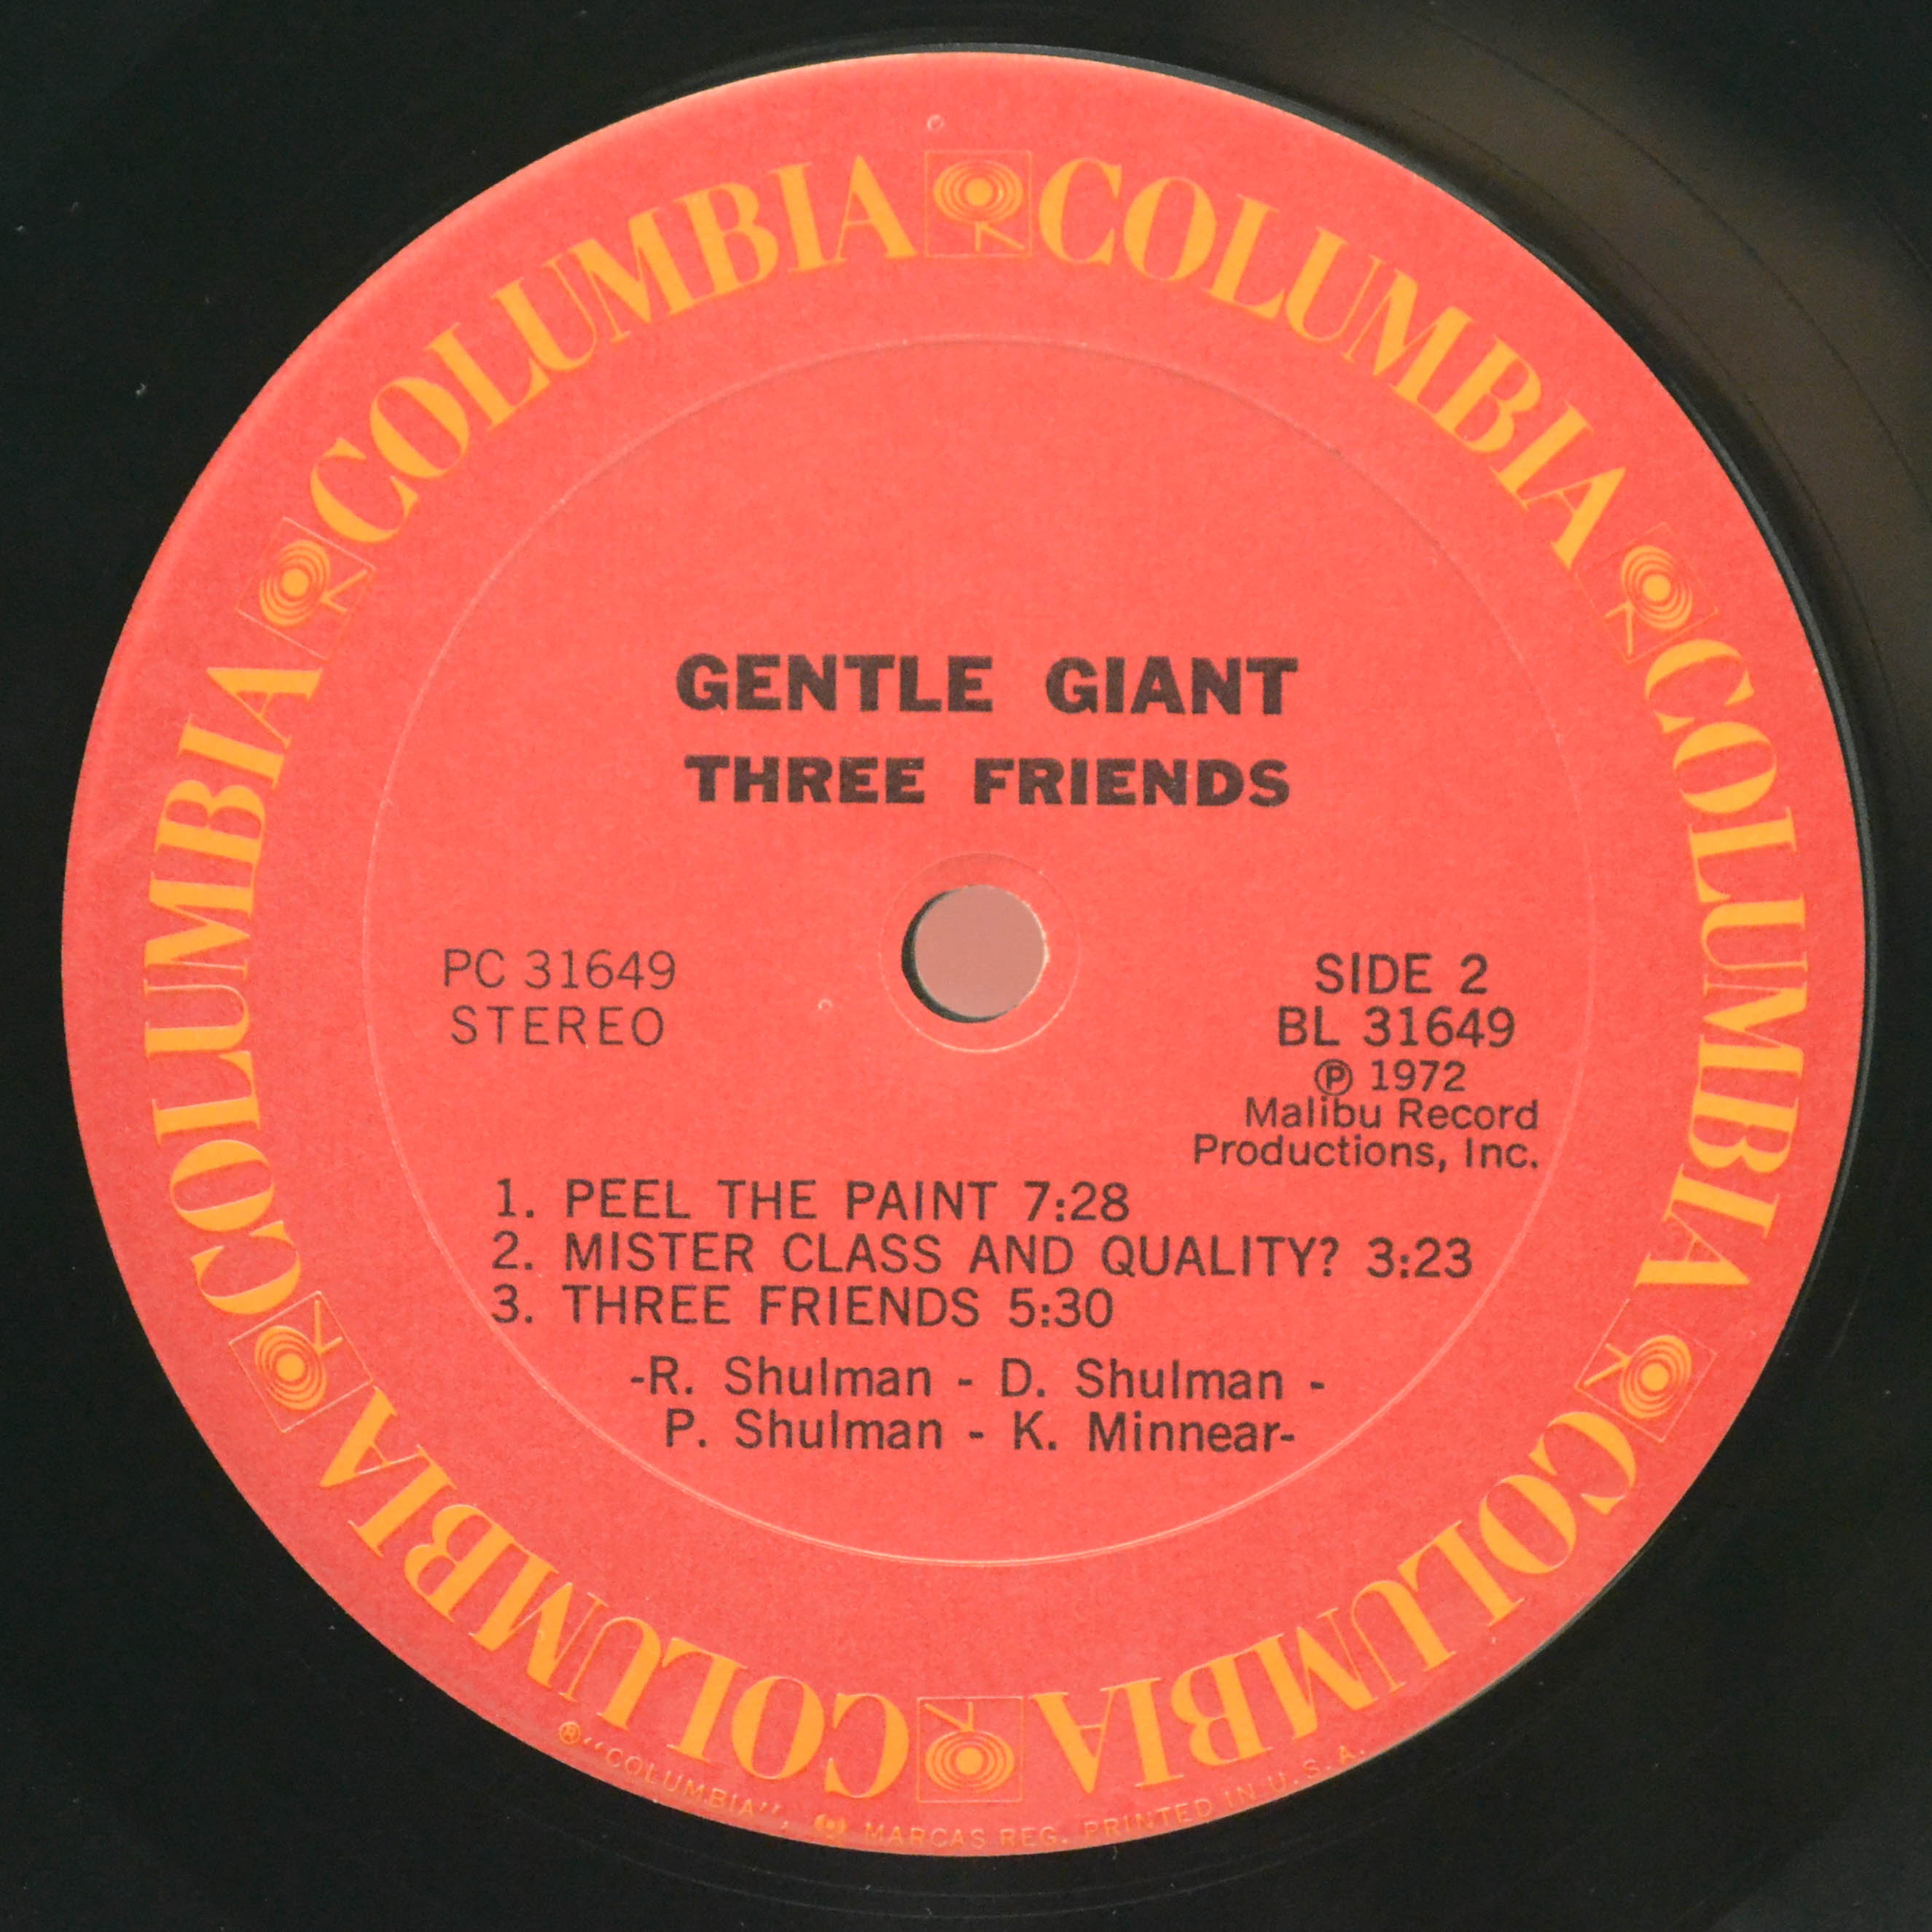 COLUMBIA COLUMBIA COLUMBIA COLUMBIA COLUMBIA COLUMBIA
GENTLE GIANT
THREE FRIENDS
PC 31649
STEREO
SIDE 2
BL 31649
℗ 1972
Malibu Record
Productions, Inc.
1. PEEL THE PAINT 7:28
2. MISTER CLASS AND QUALITY? 3:23
3. THREE FRIENDS 5:30
-R. Shulman - D. Shulman -
P. Shulman - K. Minnear-
® "COLUMBIA", MARCAS REG. PRINTED IN U.S.A.